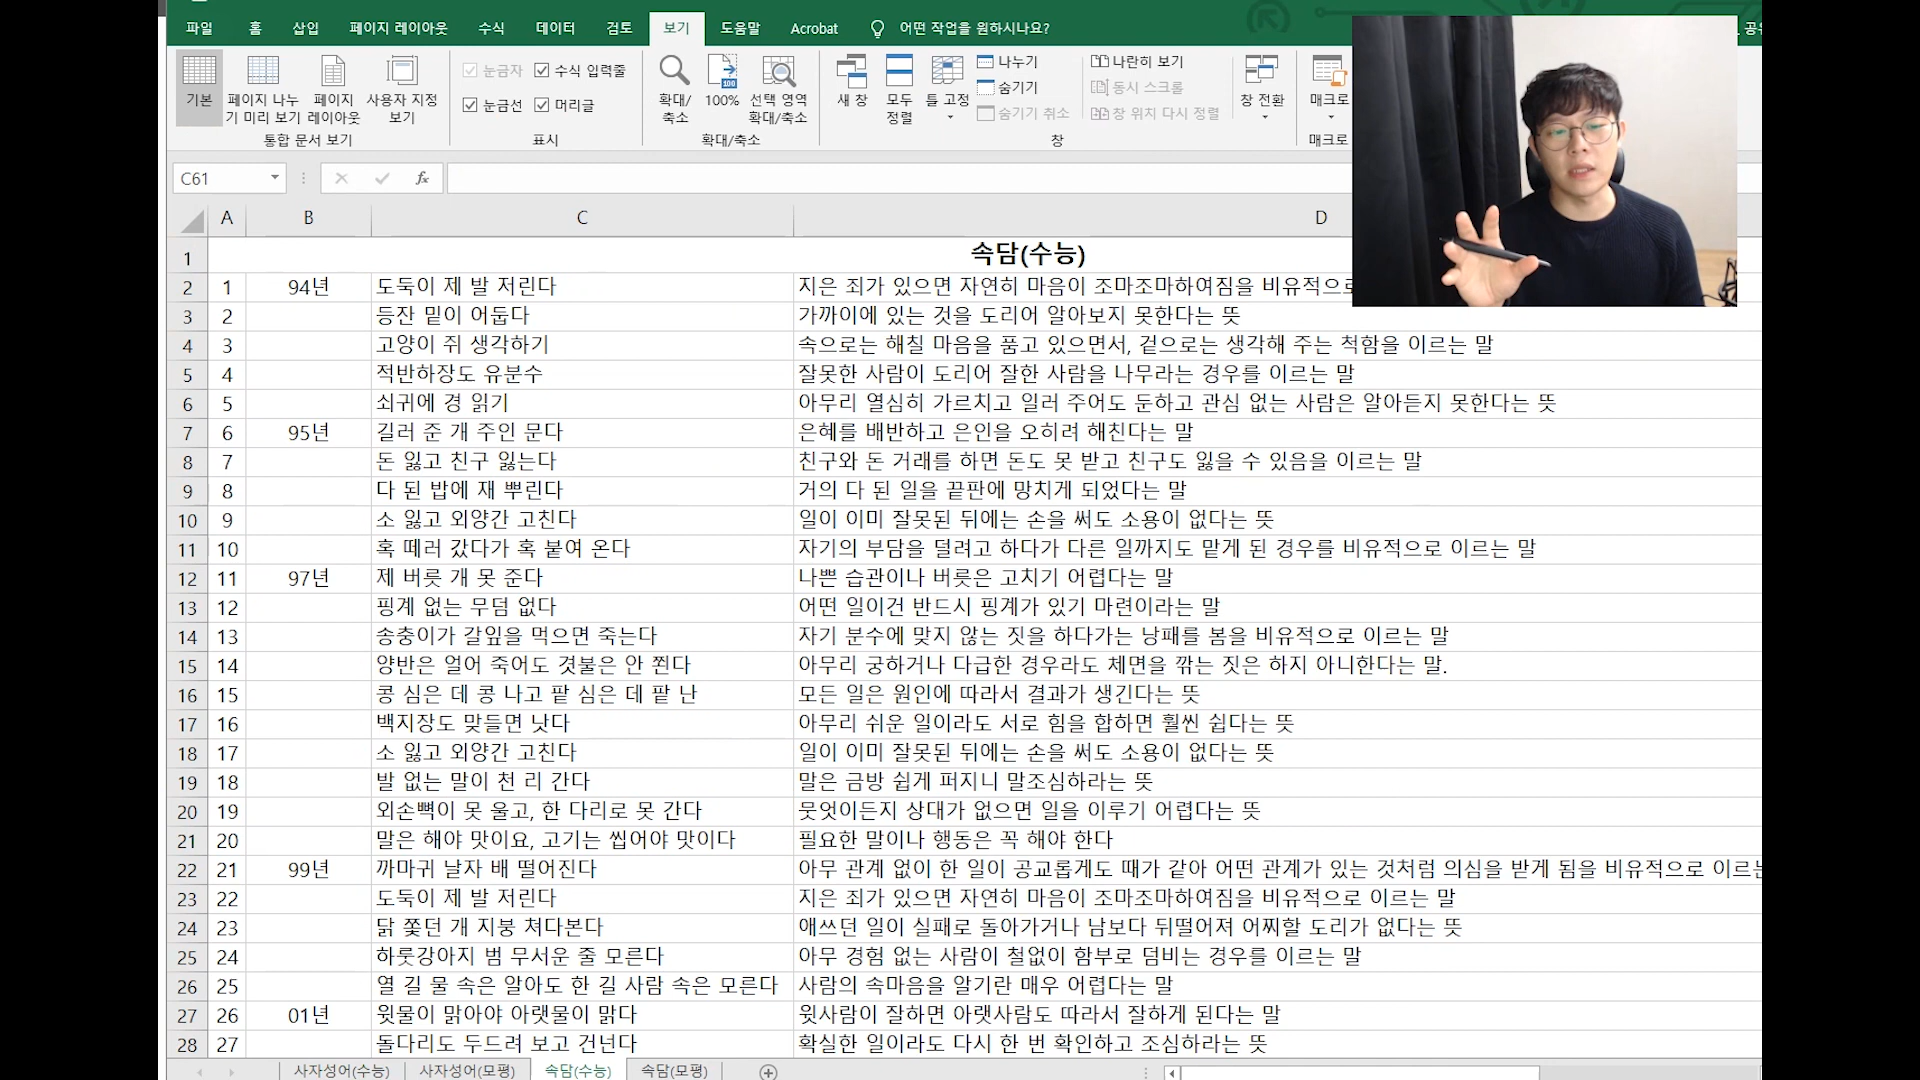 파일 홈 삽입 페이지 레이아웃 수식 데이터 검토 보기 도움말 Acrobat 어떤 작업을 원하시나요?
눈금자 수식 입력줄 나누기 나란히 보기
기본 페이지 나누 페이지 사용자 지정 확대/ 100% 선택 영역 새 창 모두 틀 고정 숨기기 동시 스크롤 창 전환 매크로
기 미리 보기 레이아웃 보기 눈금선 머리글 축소 확대/축소 정렬 숨기기 취소 창 위치 다시 정렬
통합 문서 보기 표시 확대/축소 창 매크로
C61 fx
A B C D
1 속담(수능)
2 1 94년 도둑이 제 발 저린다 지은 죄가 있으면 자연히 마음이 조마조마하여짐을 비유적으로
3 2 등잔 밑이 어둡다 가까이에 있는 것을 도리어 알아보지 못한다는 뜻
4 3 고양이 쥐 생각하기 속으로는 해칠 마음을 품고 있으면서, 겉으로는 생각해 주는 척함을 이르는 말
5 4 적반하장도 유분수 잘못한 사람이 도리어 잘한 사람을 나무라는 경우를 이르는 말
6 5 쇠귀에 경 읽기 아무리 열심히 가르치고 일러 주어도 둔하고 관심 없는 사람은 알아듣지 못한다는 뜻
7 6 95년 길러 준 개 주인 문다 은혜를 배반하고 은인을 오히려 해친다는 말
8 7 돈 잃고 친구 잃는다 친구와 돈 거래를 하면 돈도 못 받고 친구도 잃을 수 있음을 이르는 말
9 8 다 된 밥에 재 뿌린다 거의 다 된 일을 끝판에 망치게 되었다는 말
10 9 소 잃고 외양간 고친다 일이 이미 잘못된 뒤에는 손을 써도 소용이 없다는 뜻
11 10 혹 떼러 갔다가 혹 붙여 온다 자기의 부담을 덜려고 하다가 다른 일까지도 맡게 된 경우를 비유적으로 이르는 말
12 11 97년 제 버릇 개 못 준다 나쁜 습관이나 버릇은 고치기 어렵다는 말
13 12 핑계 없는 무덤 없다 어떤 일이건 반드시 핑계가 있기 마련이라는 말
14 13 송충이가 갈잎을 먹으면 죽는다 자기 분수에 맞지 않는 짓을 하다가는 낭패를 봄을 비유적으로 이르는 말
15 14 양반은 얼어 죽어도 겻불은 안 쬔다 아무리 궁하거나 다급한 경우라도 체면을 깎는 짓은 하지 아니한다는 말.
16 15 콩 심은 데 콩 나고 팥 심은 데 팥 난 모든 일은 원인에 따라서 결과가 생긴다는 뜻
17 16 백지장도 맞들면 낫다 아무리 쉬운 일이라도 서로 힘을 합하면 훨씬 쉽다는 뜻
18 17 소 잃고 외양간 고친다 일이 이미 잘못된 뒤에는 손을 써도 소용이 없다는 뜻
19 18 발 없는 말이 천 리 간다 말은 금방 쉽게 퍼지니 말조심하라는 뜻
20 19 외손뼉이 못 울고, 한 다리로 못 간다 뭇엇이든지 상대가 없으면 일을 이루기 어렵다는 뜻
21 20 말은 해야 맛이요, 고기는 씹어야 맛이다 필요한 말이나 행동은 꼭 해야 한다
22 21 99년 까마귀 날자 배 떨어진다 아무 관계 없이 한 일이 공교롭게도 때가 같아 어떤 관계가 있는 것처럼 의심을 받게 됨을 비유적으로 이르는
23 22 도둑이 제 발 저린다 지은 죄가 있으면 자연히 마음이 조마조마하여짐을 비유적으로 이르는 말
24 23 닭 쫓던 개 지붕 쳐다본다 애쓰던 일이 실패로 돌아가거나 남보다 뒤떨어져 어찌할 도리가 없다는 뜻
25 24 하룻강아지 범 무서운 줄 모른다 아무 경험 없는 사람이 철없이 함부로 덤비는 경우를 이르는 말
26 25 열 길 물 속은 알아도 한 길 사람 속은 모른다 사람의 속마음을 알기란 매우 어렵다는 말
27 26 01년 윗물이 맑아야 아랫물이 맑다 윗사람이 잘하면 아랫사람도 따라서 잘하게 된다는 말
28 27 돌다리도 두드려 보고 건넌다 확실한 일이라도 다시 한 번 확인하고 조심하라는 뜻
사자성어(수능) 사자성어(모평) 속담(수능) 속담(모평)